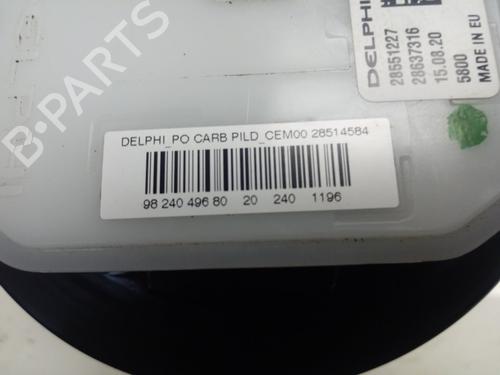 DELPHI
28551227
28637316
15.08.20
5800
MADE IN EU
DELPHI_PO CARB PILD_CEM00 28514584
98 240 496 80 20 240 1196
B-PARTS